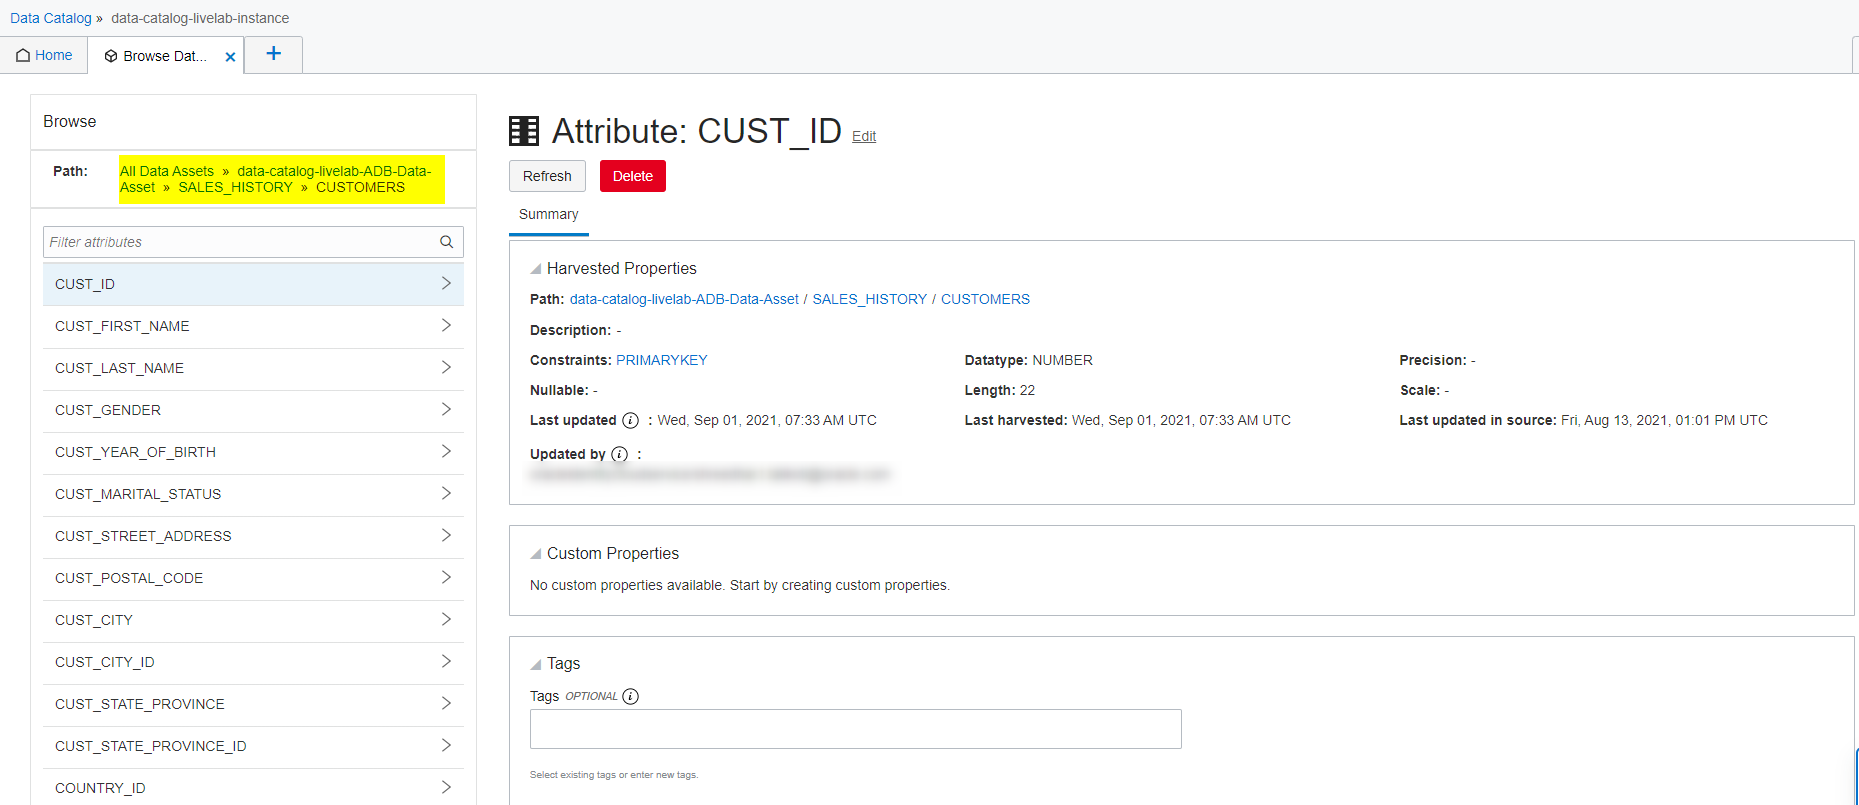 Data Catalog » data-catalog-livelab-instance
Home
Browse Dat...
Browse
Path: All Data Assets » data-catalog-livelab-ADB-Data-
Asset » SALES_HISTORY » CUSTOMERS
Filter attributes
CUST_ID
CUST_FIRST_NAME
CUST_LAST_NAME
CUST_GENDER
CUST_YEAR_OF_BIRTH
CUST_MARITAL_STATUS
CUST_STREET_ADDRESS
CUST_POSTAL_CODE
CUST_CITY
CUST_CITY_ID
CUST_STATE_PROVINCE
CUST_STATE_PROVINCE_ID
COUNTRY_ID
Attribute: CUST_ID Edit
Refresh Delete
Summary
Harvested Properties
Path: data-catalog-livelab-ADB-Data-Asset / SALES_HISTORY / CUSTOMERS
Description: -
Constraints: PRIMARYKEY Datatype: NUMBER Precision: -
Nullable: - Length: 22 Scale: -
Last updated : Wed, Sep 01, 2021, 07:33 AM UTC Last harvested: Wed, Sep 01, 2021, 07:33 AM UTC Last updated in source: Fri, Aug 13, 2021, 01:01 PM UTC
Updated by :
Custom Properties
No custom properties available. Start by creating custom properties.
Tags
Tags OPTIONAL
Select existing tags or enter new tags.